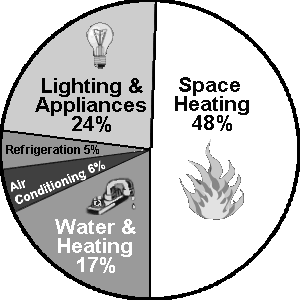 Lighting &
Appliances
24%
Space
Heating
48%
Refrigeration 5%
Air
Conditioning 6%
Water &
Heating
17%